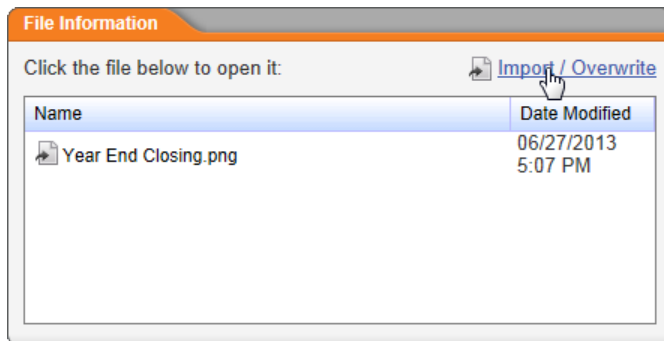 File Information
Click the file below to open it:
Import / Overwrite
Name
Date Modified
Year End Closing.png
06/27/2013
5:07 PM